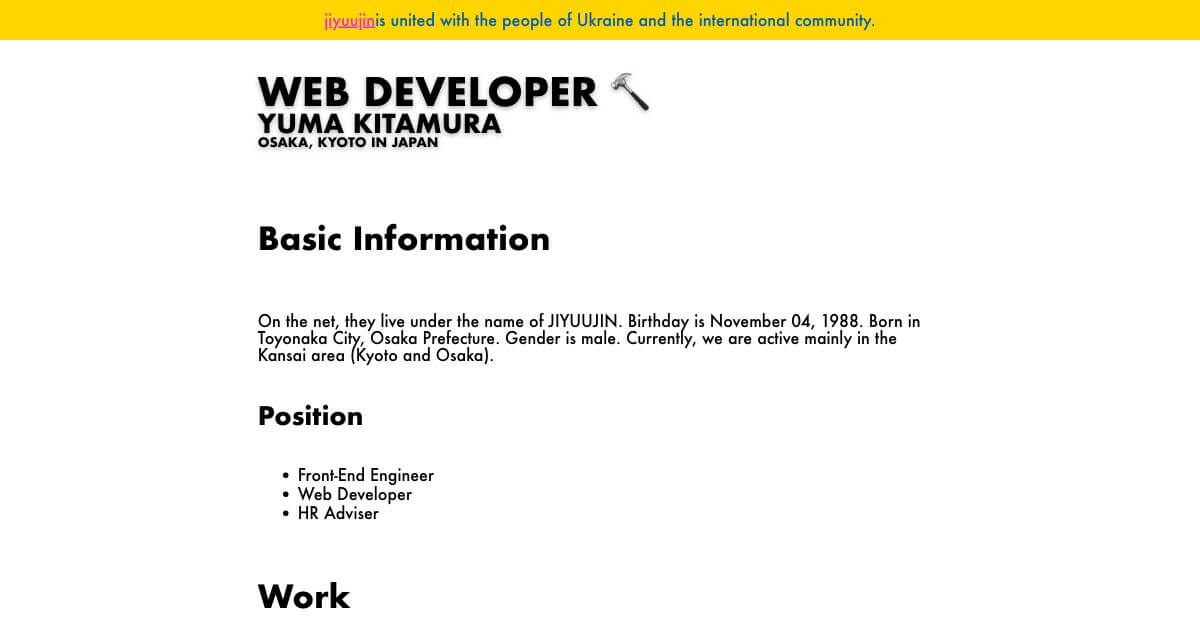 jiyuujinis united with the people of Ukraine and the international community.
WEB DEVELOPER 🔨
YUMA KITAMURA
OSAKA, KYOTO IN JAPAN
Basic Information
On the net, they live under the name of JIYUUJIN. Birthday is November 04, 1988. Born in
Toyonaka City, Osaka Prefecture. Gender is male. Currently, we are active mainly in the
Kansai area (Kyoto and Osaka).
Position
• Front-End Engineer
• Web Developer
• HR Adviser
Work